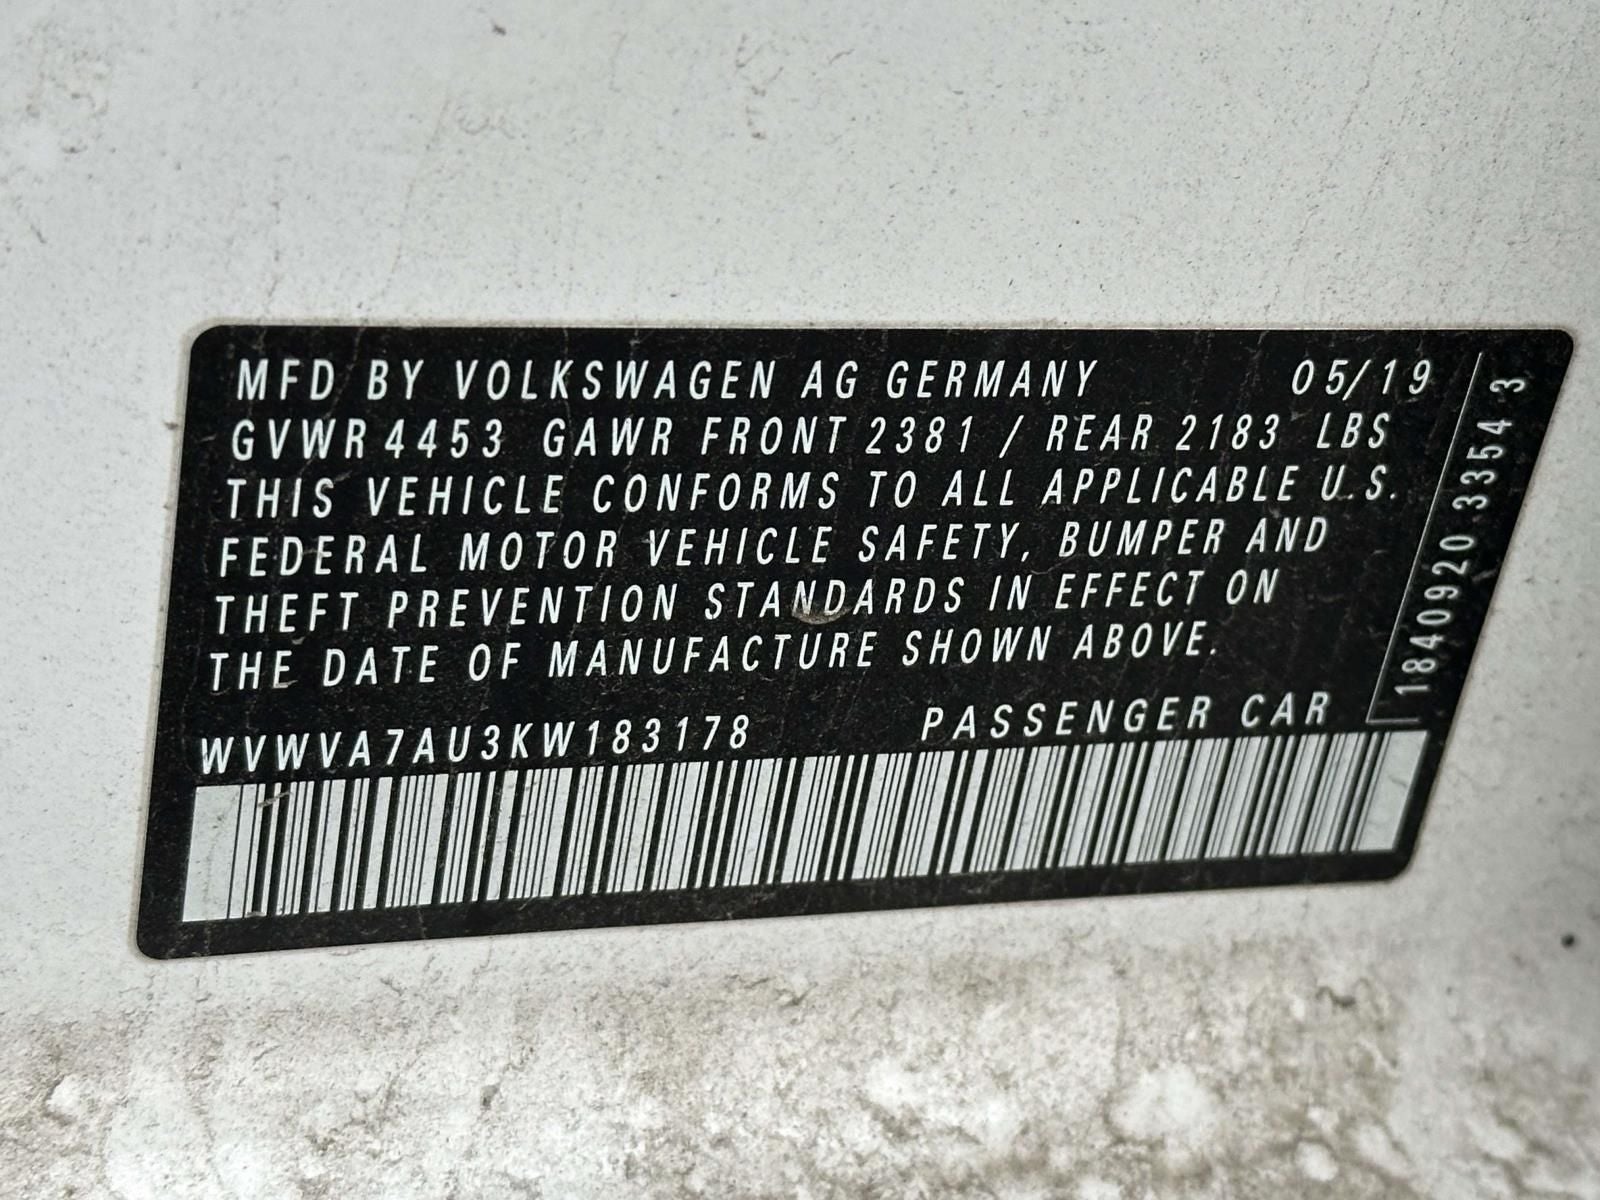 MFD BY VOLKSWAGEN AG GERMANY 05/19
GVWR 4453 GAWR FRONT 2381 / REAR 2183 LBS
THIS VEHICLE CONFORMS TO ALL APPLICABLE U.S.
FEDERAL MOTOR VEHICLE SAFETY, BUMPER AND
THEFT PREVENTION STANDARDS IN EFFECT ON
THE DATE OF MANUFACTURE SHOWN ABOVE.
WVWVA7AU3KW183178 PASSENGER CAR
1840920 3354 3